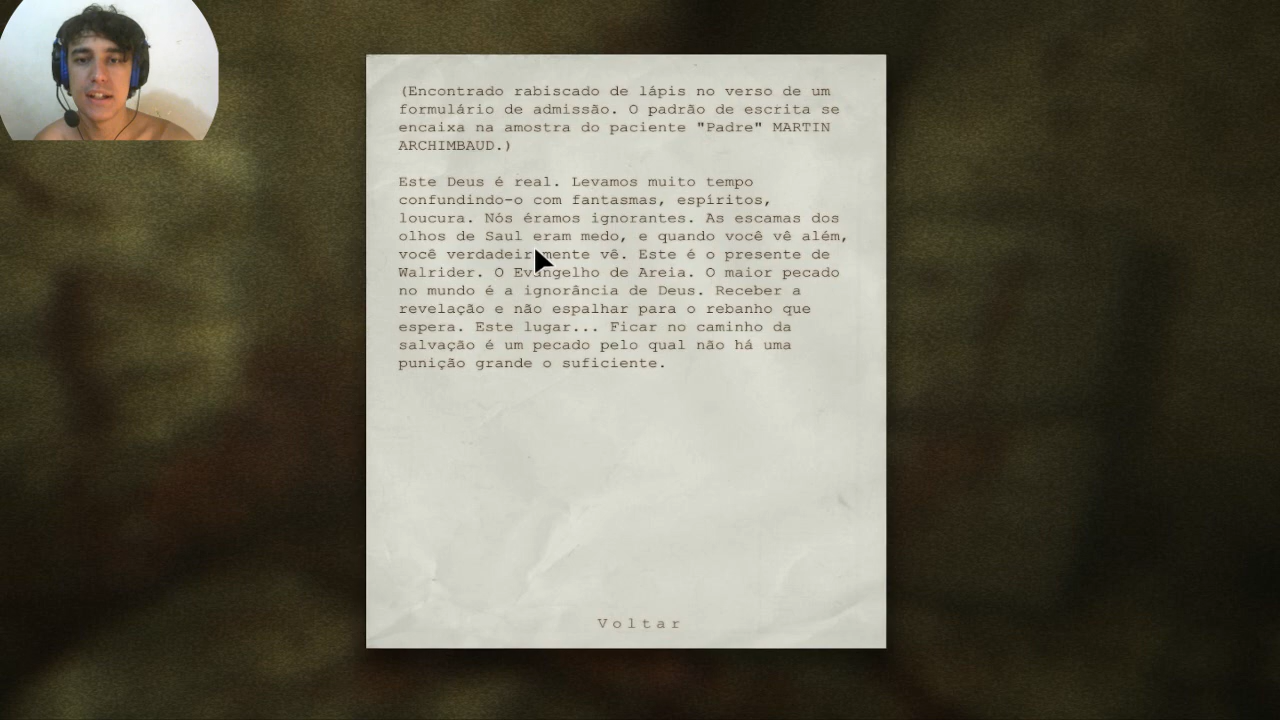 (Encontrado rabiscado de lápis no verso de um
formulário de admissão. O padrão de escrita se
encaixa na amostra do paciente "Padre" MARTIN
ARCHIMBAUD.)
Este Deus é real. Levamos muito tempo
confundindo-o com fantasmas, espíritos,
loucura. Nós éramos ignorantes. As escamas dos
olhos de Saul eram medo, e quando você vê além,
você verdadeiramente vê. Este é o presente de
Walrider. O Evangelho de Areia. O maior pecado
no mundo é a ignorância de Deus. Receber a
revelação e não espalhar para o rebanho que
espera. Este lugar... Ficar no caminho da
salvação é um pecado pelo qual não há uma
punição grande o suficiente.
Voltar